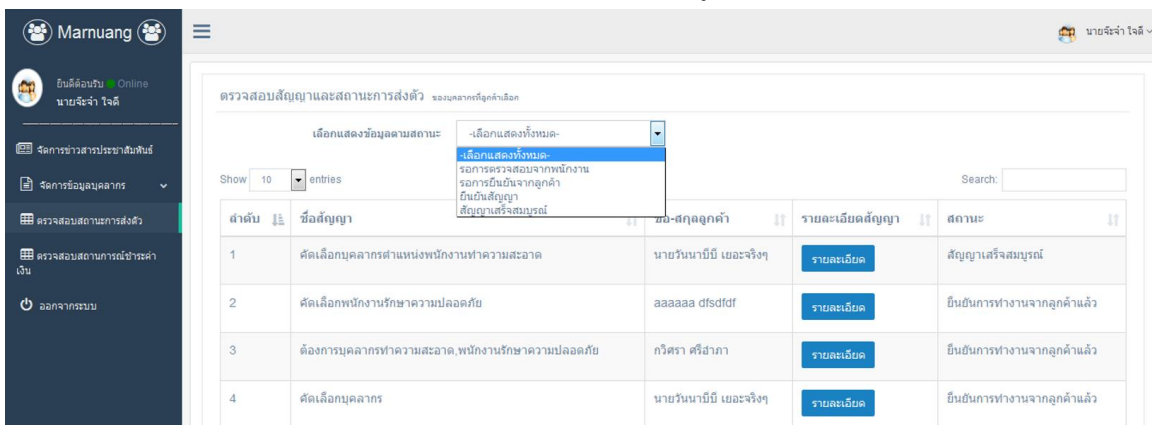 Marnuang
นายจ๊ะจ๋า ใจดี
ยินดีต้อนรับ Online
นายจ๊ะจ๋า ใจดี
จัดการข่าวสารประชาสัมพันธ์
จัดการข้อมูลบุคลากร
ตรวจสอบสถานะการส่งตัว
ตรวจสอบสถานการณ์ชำระค่า
เงิน
ออกจากระบบ
ตรวจสอบสัญญาและสถานะการส่งตัว ของบุคลากรที่ลูกค้าเลือก
เลือกแสดงข้อมูลตามสถานะ -เลือกแสดงทั้งหมด-
-เลือกแสดงทั้งหมด-
รอการตรวจสอบจากพนักงาน
รอการยืนยันจากลูกค้า
ยืนยันสัญญา
สัญญาเสร็จสมบูรณ์
Show 10 entries Search:
ลำดับ ชื่อสัญญา ชื่อ-สกุลลูกค้า รายละเอียดสัญญา สถานะ
1 คัดเลือกบุคลากรตำแหน่งพนักงานทำความสะอาด นายวันนาบีบี เยอะจริงๆ รายละเอียด สัญญาเสร็จสมบูรณ์
2 คัดเลือกพนักงานรักษาความปลอดภัย aaaaaa dfsdfdf รายละเอียด ยืนยันการทำงานจากลูกค้าแล้ว
3 ต้องการบุคลากรทำความสะอาด,พนักงานรักษาความปลอดภัย กวิศรา ศรีฮาภา รายละเอียด ยืนยันการทำงานจากลูกค้าแล้ว
4 คัดเลือกบุคลากร นายวันนาบีบี เยอะจริงๆ รายละเอียด ยืนยันการทำงานจากลูกค้าแล้ว